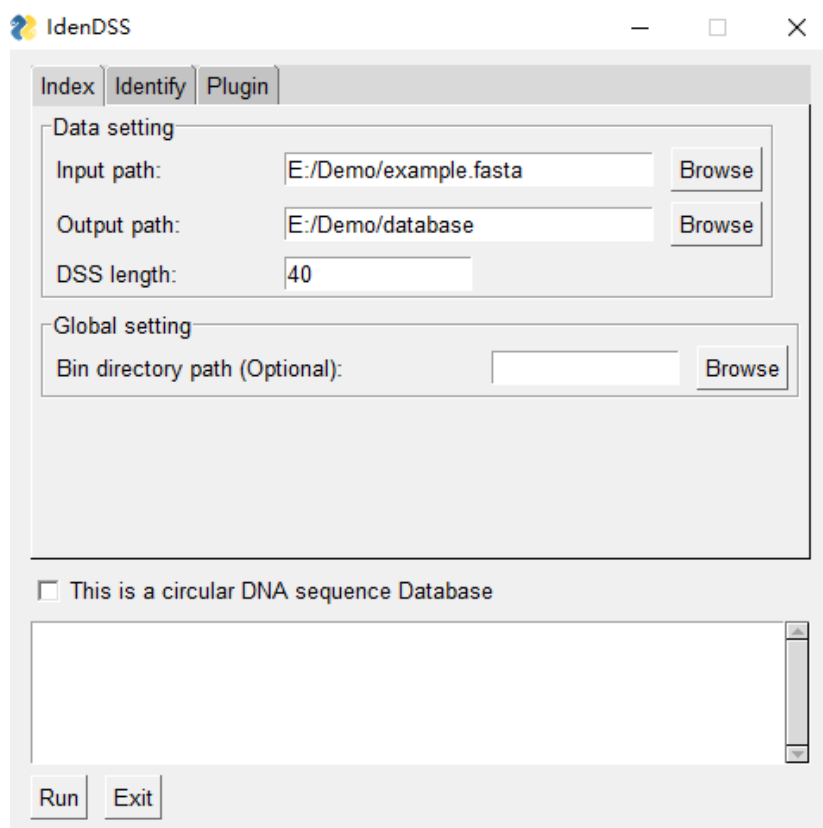 IdenDSS
Index Identify Plugin
Data setting
Input path: E:/Demo/example.fasta Browse
Output path: E:/Demo/database Browse
DSS length: 40
Global setting
Bin directory path (Optional): Browse
This is a circular DNA sequence Database
Run Exit